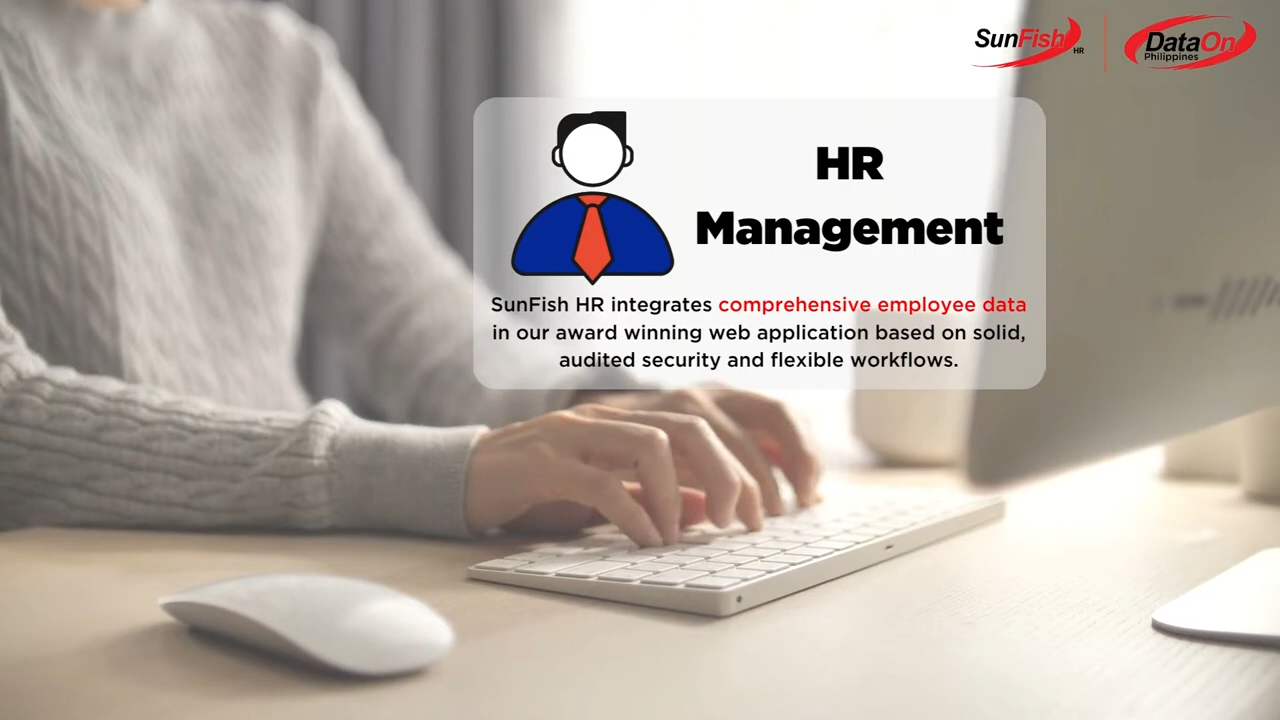 SunFish HR
DataOn
Philippines
HR
Management
SunFish HR integrates comprehensive employee data
in our award winning web application based on solid,
audited security and flexible workflows.